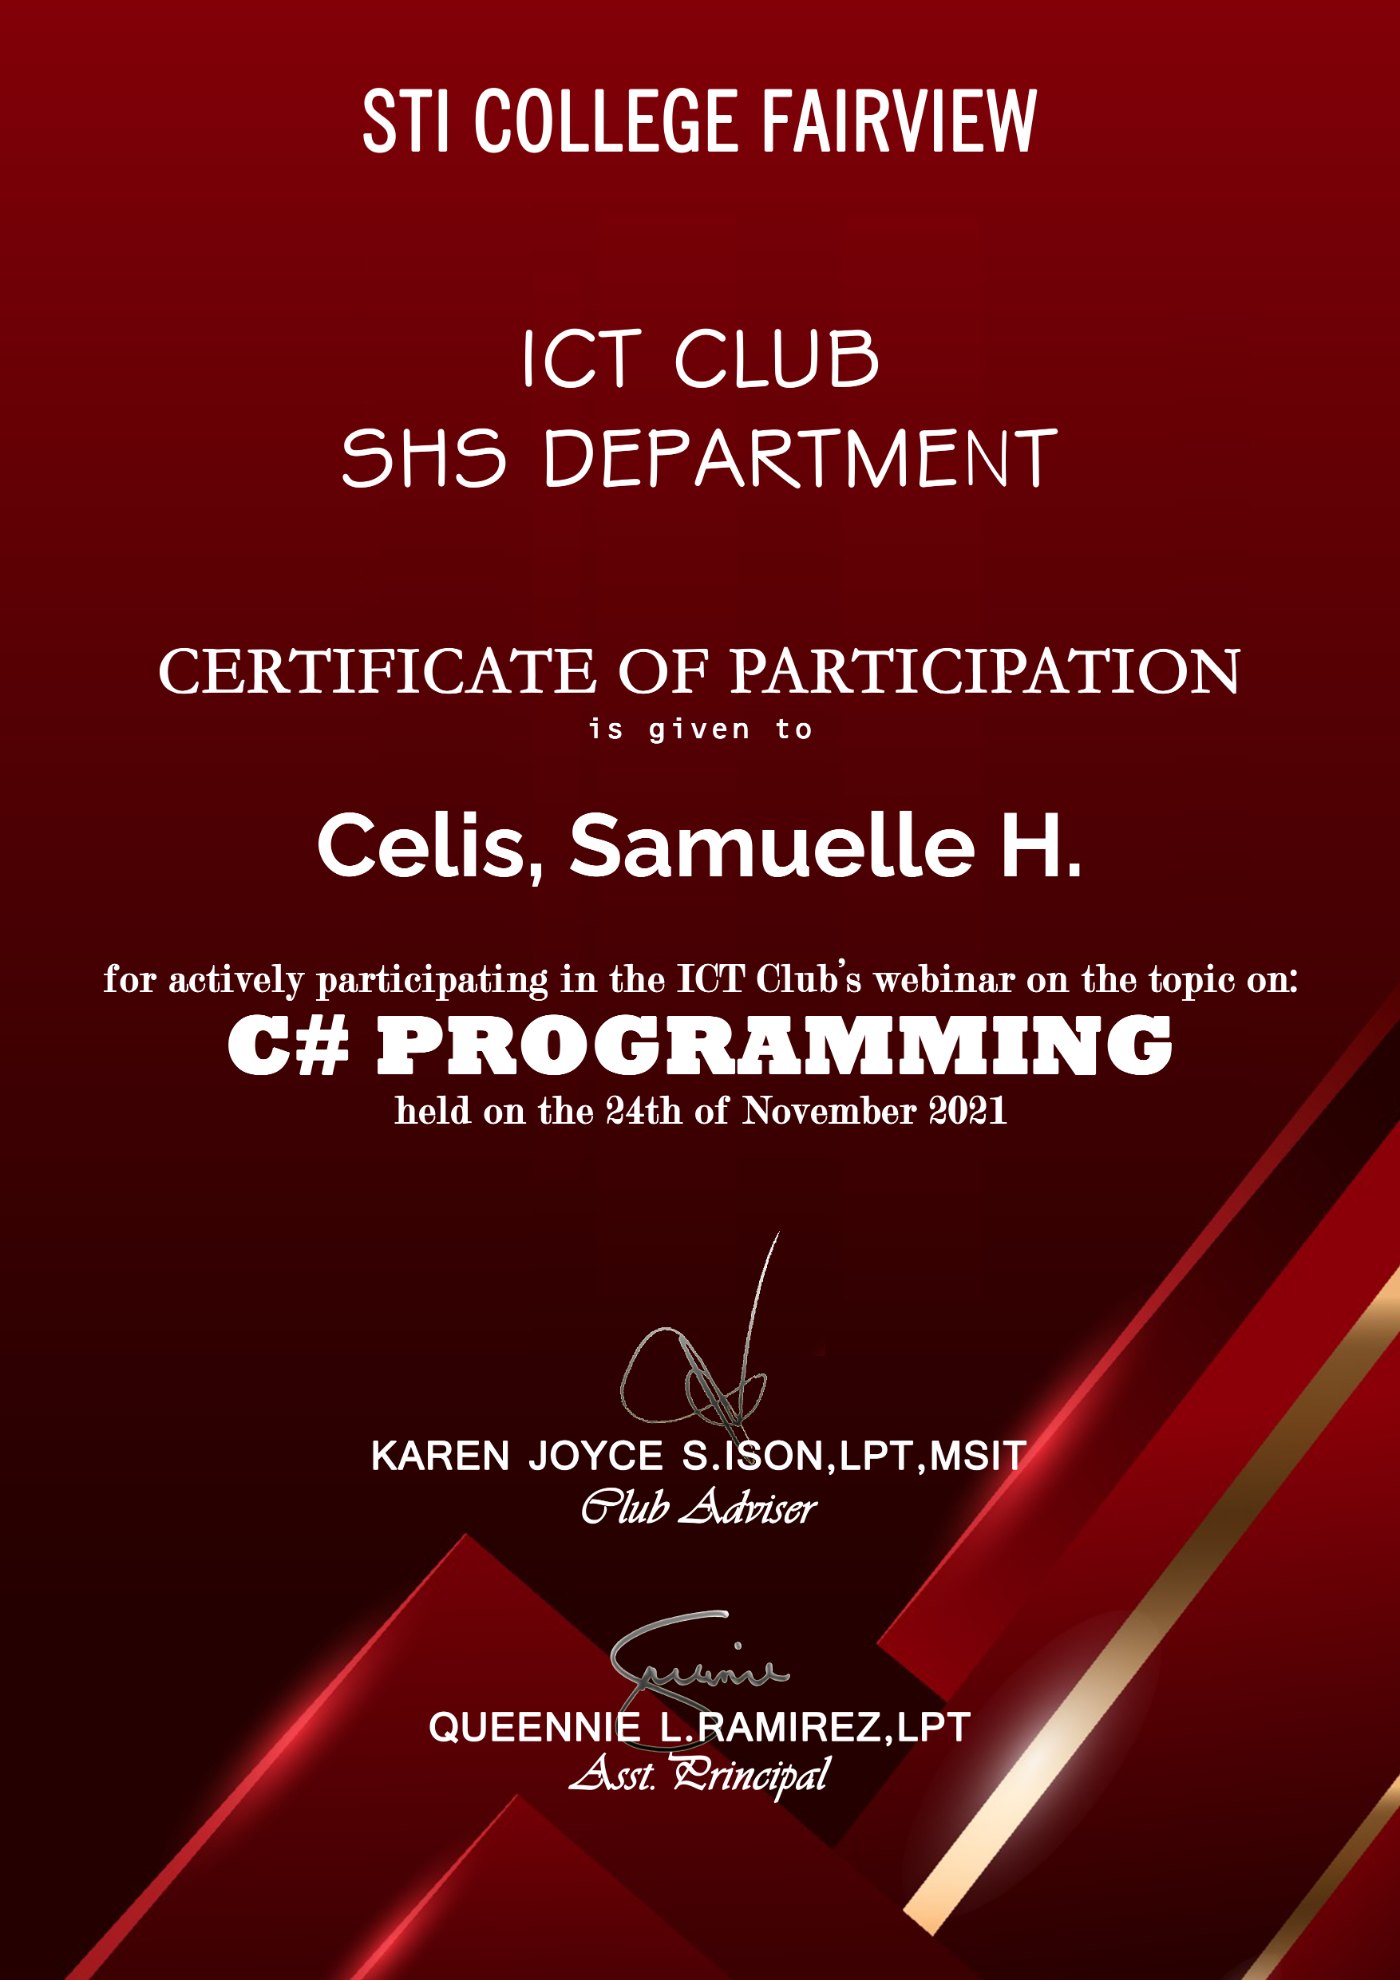 STI COLLEGE FAIRVIEW
ICT CLUB
SHS DEPARTMENT
CERTIFICATE OF PARTICIPATION
is given to
Celis, Samuelle H.
for actively participating in the ICT Club's webinar on the topic on:
C# PROGRAMMING
held on the 24th of November 2021
KAREN JOYCE S.ISON,LPT,MSIT
Club Adviser
QUEENNIE L.RAMIREZ,LPT
Asst. Principal